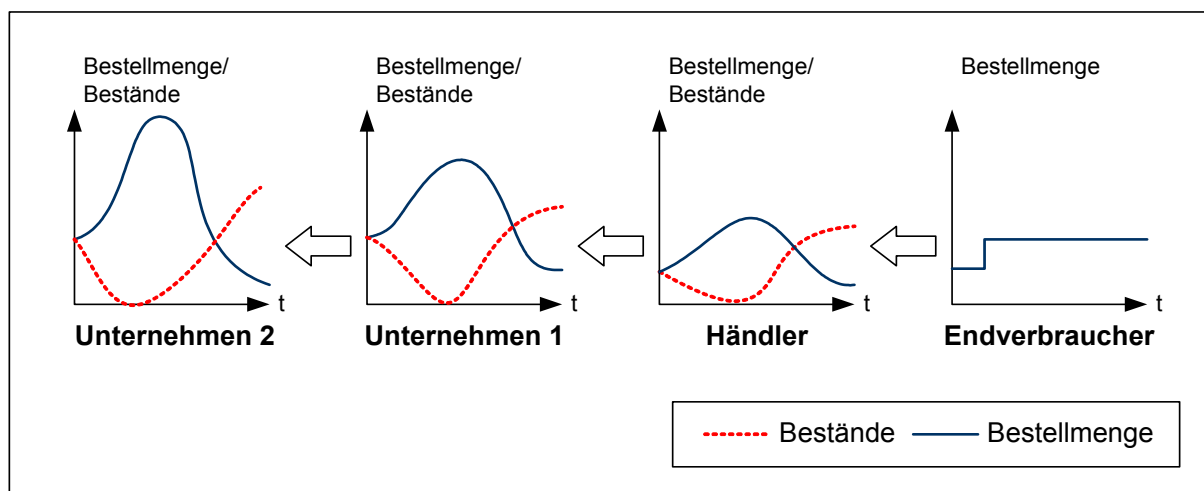 Bestellmenge/
Bestände
Bestellmenge/
Bestände
Bestellmenge/
Bestände
Bestellmenge
t
t
t
t
Unternehmen 2
Unternehmen 1
Händler
Endverbraucher
Bestände
Bestellmenge